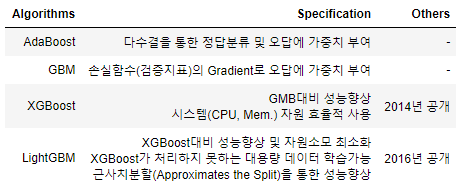 Algorithms Specification Others
AdaBoost 다수결을 통한 정답분류 및 오답에 가중치 부여 -
GBM 손실함수(검증지표)의 Gradient로 오답에 가중치 부여 -
XGBoost GMB대비 성능향상
시스템(CPU, Mem.) 자원 효율적 사용 2014년 공개
LightGBM XGBoost대비 성능향상 및 자원소모 최소화
XGBoost가 처리하지 못하는 대용량 데이터 학습가능 2016년 공개
근사치분할(Approximates the Split)을 통한 성능향상